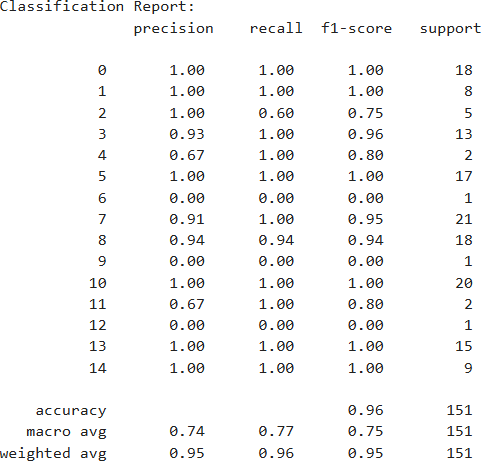 Classification Report:
precision recall f1-score support
0 1.00 1.00 1.00 18
1 1.00 1.00 1.00 8
2 1.00 0.60 0.75 5
3 0.93 1.00 0.96 13
4 0.67 1.00 0.80 2
5 1.00 1.00 1.00 17
6 0.00 0.00 0.00 1
7 0.91 1.00 0.95 21
8 0.94 0.94 0.94 18
9 0.00 0.00 0.00 1
10 1.00 1.00 1.00 20
11 0.67 1.00 0.80 2
12 0.00 0.00 0.00 1
13 1.00 1.00 1.00 15
14 1.00 1.00 1.00 9
accuracy 0.96 151
macro avg 0.74 0.77 0.75 151
weighted avg 0.95 0.96 0.95 151